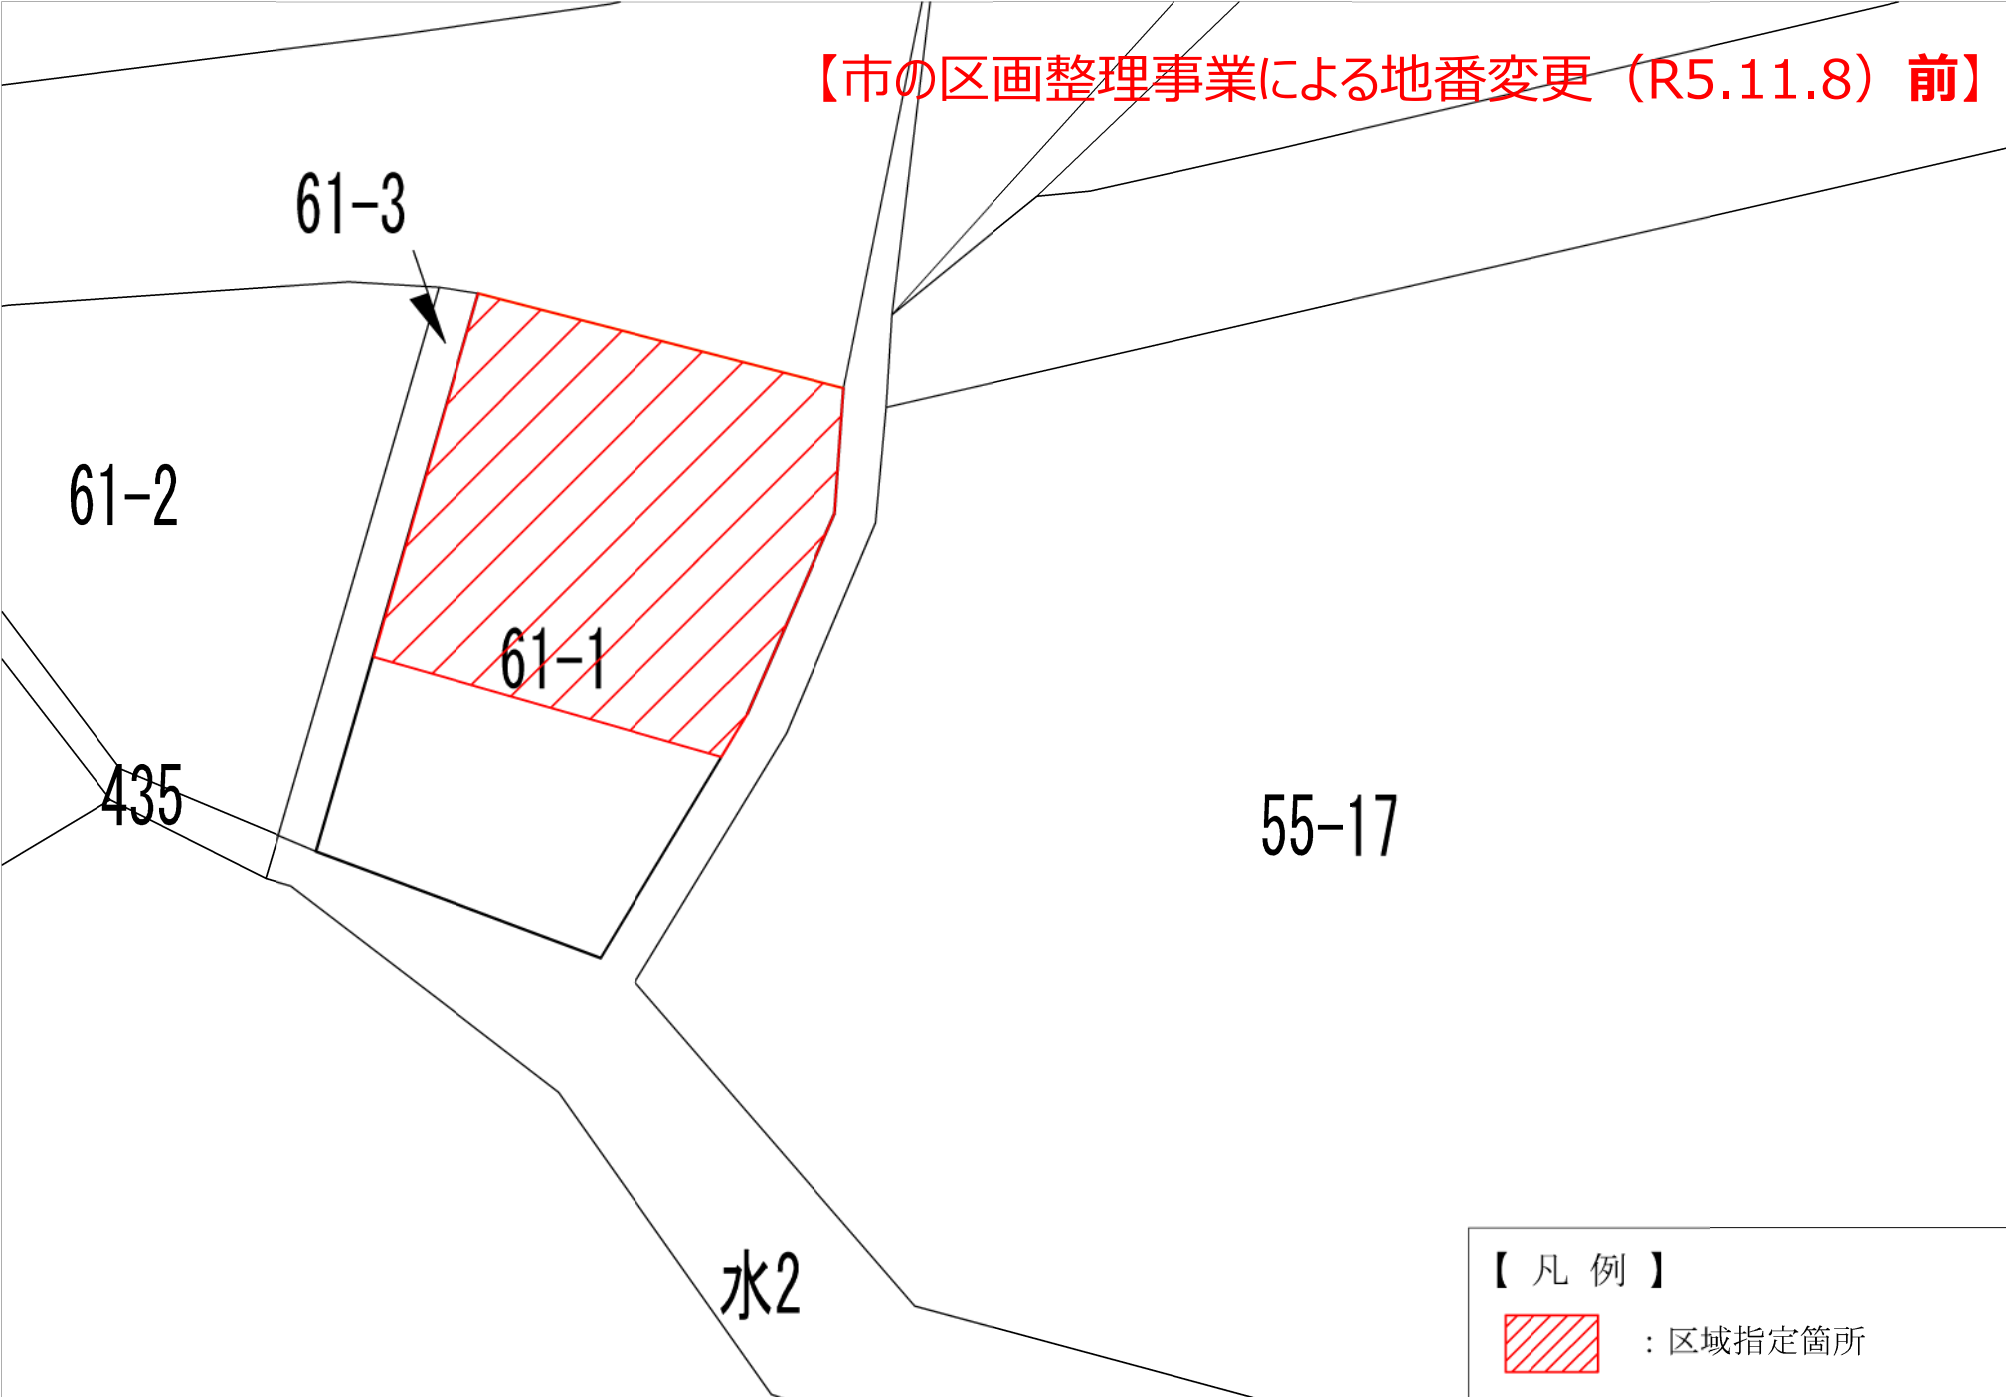 【市の区画整理事業による地番変更（R5.11.8）前】
61-3
61-2
61-1
435
55-17
水2
【 凡 例 】
：区域指定箇所